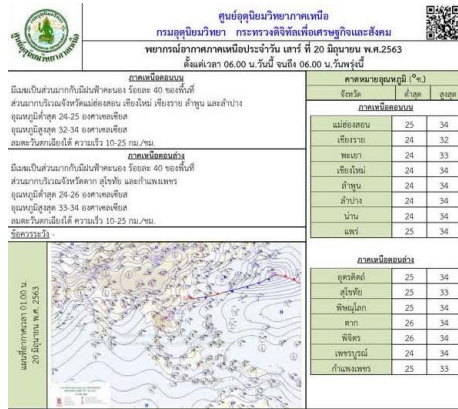 ศูนย์อุตุนิยมวิทยาภาคเหนือ
กรมอุตุนิยมวิทยา กระทรวงดิจิทัลเพื่อเศรษฐกิจและสังคม
พยากรณ์อากาศภาคเหนือประจำวัน เสาร์ ที่ 20 มิถุนายน พ.ศ.2563
ตั้งแต่เวลา 06.00 น.วันนี้ จนถึง 06.00 น.วันพรุ่งนี้
ภาคเหนือตอนบน
มีเมฆเป็นส่วนมากกับมีฝนฟ้าคะนอง ร้อยละ 40 ของพื้นที่
ส่วนมากบริเวณจังหวัดแม่ฮ่องสอน เชียงใหม่ เชียงราย ลำพูน และลำปาง
อุณหภูมิต่ำสุด 24-25 องศาเซลเซียส
อุณหภูมิสูงสุด 32-34 องศาเซลเซียส
ลมตะวันตกเฉียงใต้ ความเร็ว 10-25 กม./ชม.
ภาคเหนือตอนล่าง
มีเมฆเป็นส่วนมากกับมีฝนฟ้าคะนอง ร้อยละ 40 ของพื้นที่
ส่วนมากบริเวณจังหวัดตาก สุโขทัย และกำแพงเพชร
อุณหภูมิต่ำสุด 24-26 องศาเซลเซียส
อุณหภูมิสูงสุด 33-34 องศาเซลเซียส
ลมตะวันตกเฉียงใต้ ความเร็ว 10-25 กม./ชม.
ข้อควรระวัง -
แผนที่อากาศเวลา 01.00 น.
20 มิถุนายน พ.ศ. 2563
คาดหมายอุณหภูมิ (°ซ.)
จังหวัด ต่ำสุด สูงสุด
ภาคเหนือตอนบน
แม่ฮ่องสอน 25 34
เชียงราย 24 32
พะเยา 24 33
เชียงใหม่ 24 34
ลำพูน 24 34
ลำปาง 24 34
น่าน 24 34
แพร่ 25 34
ภาคเหนือตอนล่าง
อุตรดิตถ์ 25 34
สุโขทัย 25 33
พิษณุโลก 25 34
ตาก 26 34
พิจิตร 26 34
เพชรบูรณ์ 24 34
กำแพงเพชร 25 33